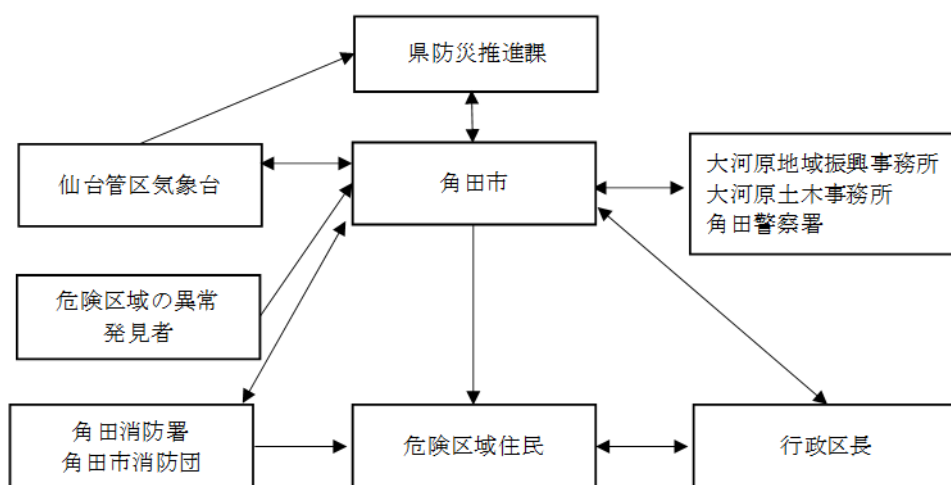 県防災推進課
仙台管区気象台
角田市
大河原地域振興事務所
大河原土木事務所
角田警察署
危険区域の異常
発見者
角田消防署
角田市消防団
危険区域住民
行政区長